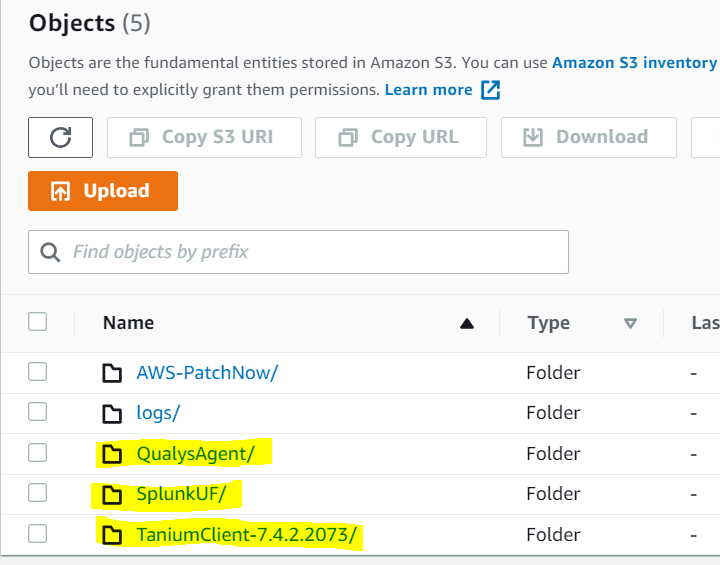 Objects (5)
Objects are the fundamental entities stored in Amazon S3. You can use Amazon S3 inventory
you'll need to explicitly grant them permissions. Learn more
Copy S3 URI
Copy URL
Download
Upload
Find objects by prefix
Name Type Las
AWS-PatchNow/ Folder -
logs/ Folder -
QualysAgent/ Folder -
SplunkUF/ Folder -
TaniumClient-7.4.2.2073/ Folder -